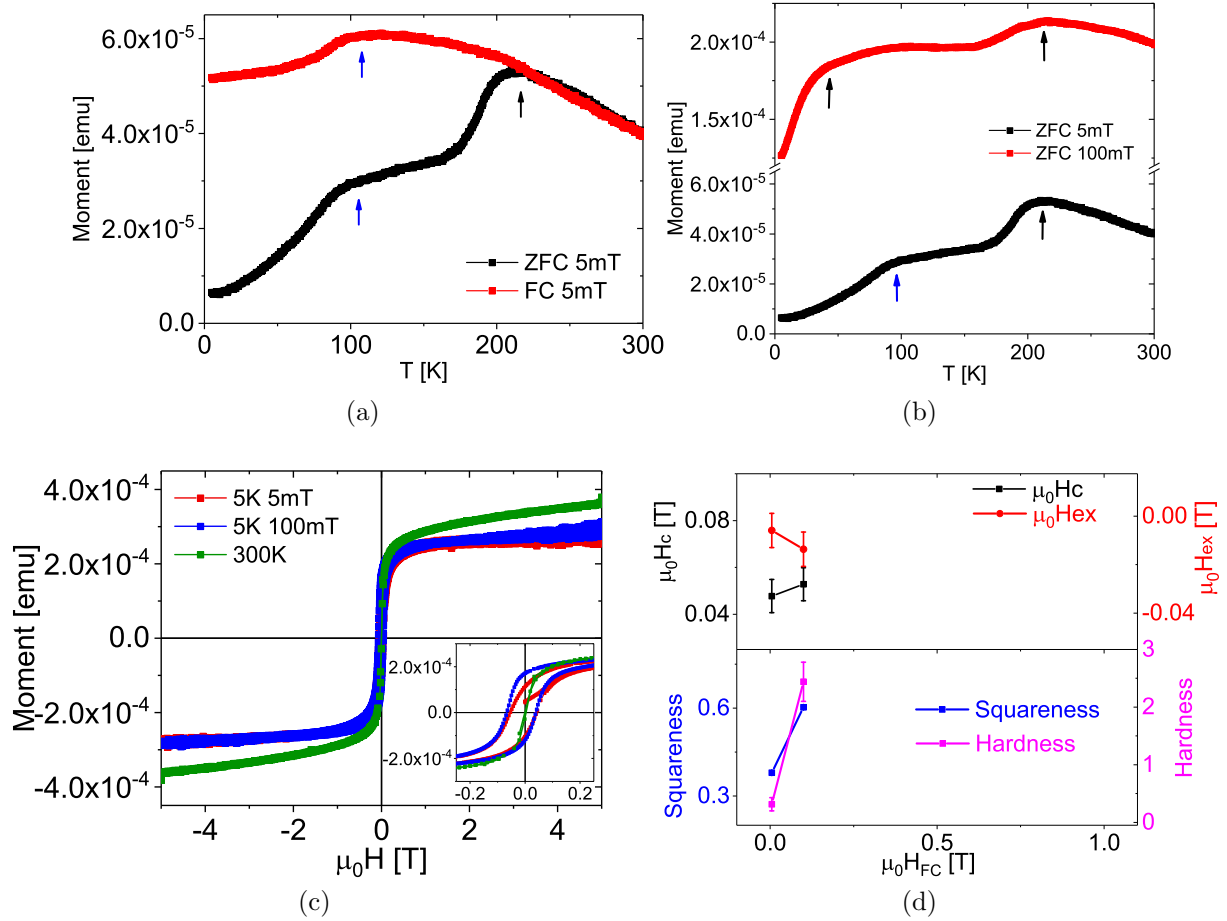 6.0x10⁻⁵
4.0x10⁻⁵
2.0x10⁻⁵
0.0
Moment [emu]
ZFC 5mT
FC 5mT
0 100 200 300
T [K]
(a)
2.0x10⁻⁴
1.5x10⁻⁴
6.0x10⁻⁵
4.0x10⁻⁵
2.0x10⁻⁵
0.0
Moment [emu]
ZFC 5mT
ZFC 100mT
0 100 200 300
T [K]
(b)
4.0x10⁻⁴
2.0x10⁻⁴
0.0
-2.0x10⁻⁴
-4.0x10⁻⁴
Moment [emu]
5K 5mT
5K 100mT
300K
2.0x10⁻⁴
0.0
-2.0x10⁻⁴
-0.2 0.0 0.2
-4 -2 0 2 4
μ₀H [T]
(c)
0.08
0.04
μ₀Hc [T]
μ₀Hc
μ₀Hex
0.00
-0.04
μ₀Hex [T]
0.6
0.3
Squareness
Squareness
Hardness
3
2
1
0
Hardness
0.0 0.5 1.0
μ₀H_FC [T]
(d)